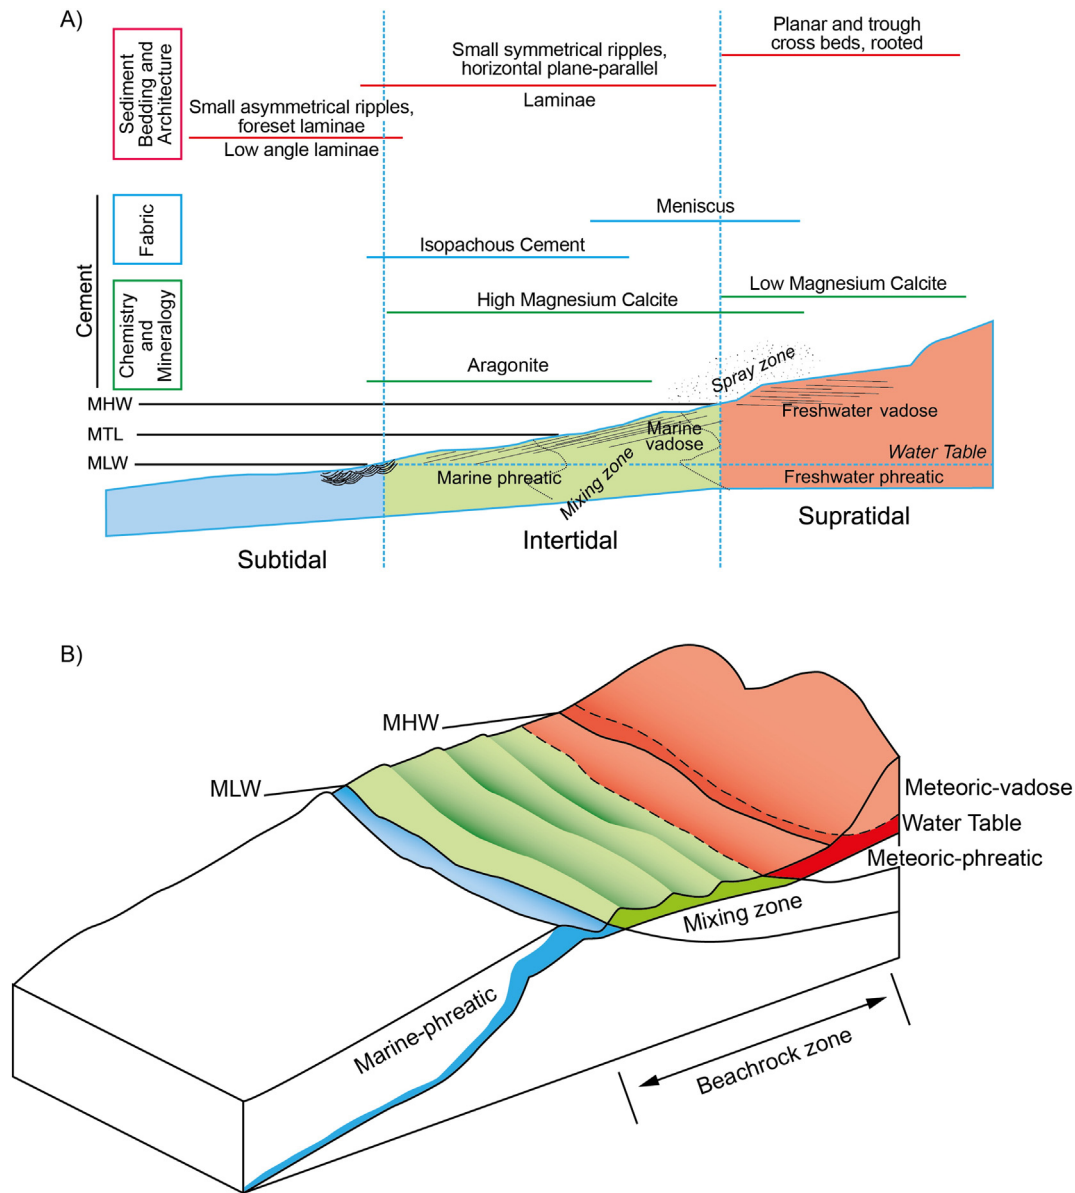 A)
Sediment
Bedding and
Architecture
Planar and trough
cross beds, rooted
Small symmetrical ripples,
horizontal plane-parallel
Laminae
Small asymmetrical ripples,
foreset laminae
Low angle laminae
Cement
Fabric
Meniscus
Isopachous Cement
Chemistry
and
Mineralogy
Low Magnesium Calcite
High Magnesium Calcite
Aragonite
Spray zone
MHW
MTL
MLW
Freshwater vadose
Marine
vadose
Water Table
Marine phreatic
Mixing zone
Freshwater phreatic
Subtidal
Intertidal
Supratidal
B)
MHW
MLW
Meteoric-vadose
Water Table
Meteoric-phreatic
Mixing zone
Marine-phreatic
Beachrock zone